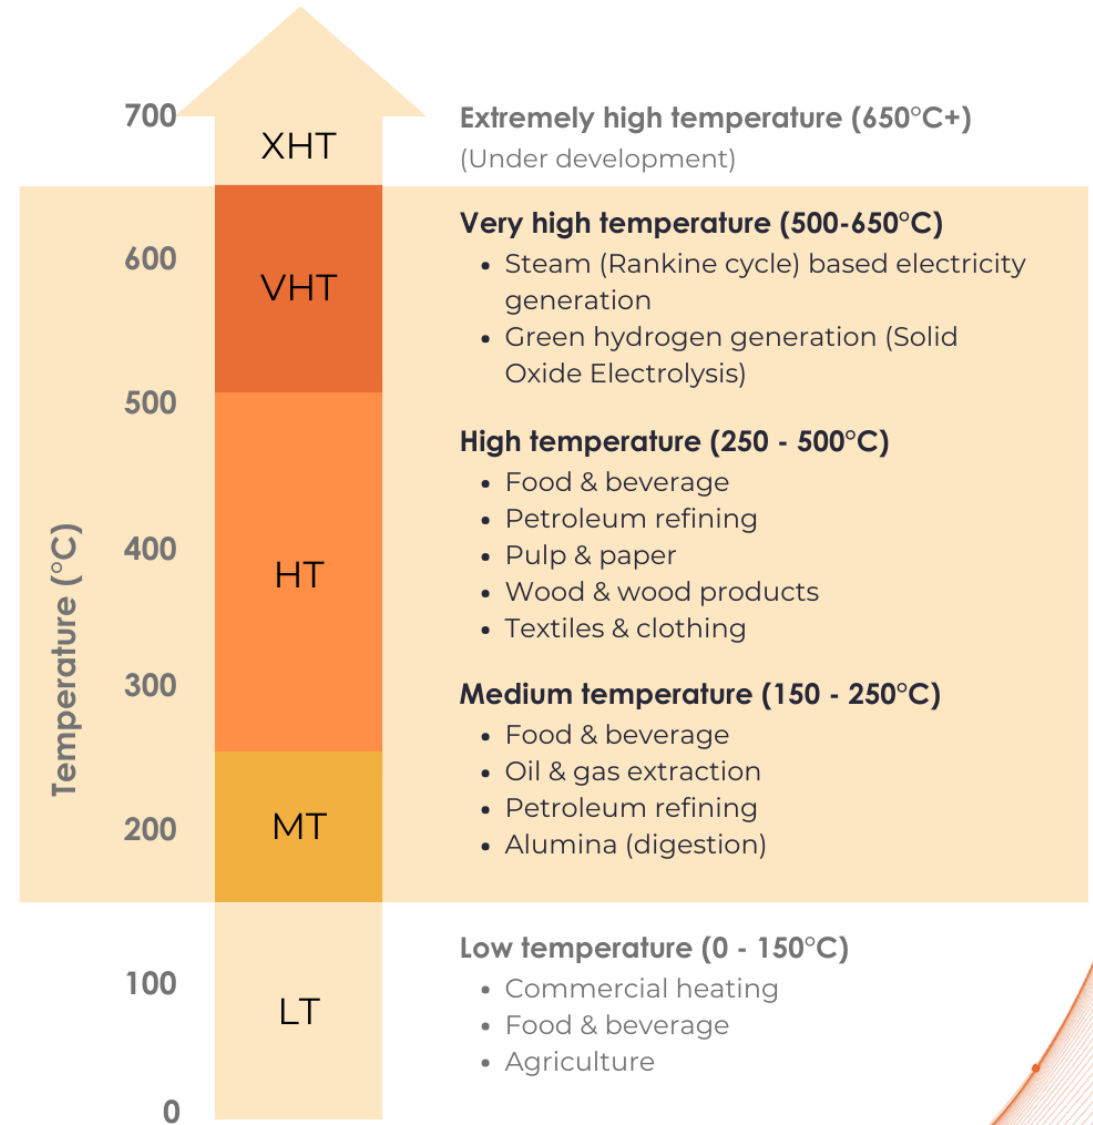 700
XHT
Extremely high temperature (650°C+)
(Under development)
Very high temperature (500-650°C)
• Steam (Rankine cycle) based electricity
generation
• Green hydrogen generation (Solid
Oxide Electrolysis)
600
VHT
500
High temperature (250 - 500°C)
• Food & beverage
• Petroleum refining
• Pulp & paper
• Wood & wood products
• Textiles & clothing
400
HT
300
Temperature (°C)
Medium temperature (150 - 250°C)
• Food & beverage
• Oil & gas extraction
• Petroleum refining
• Alumina (digestion)
200
MT
Low temperature (0 - 150°C)
• Commercial heating
• Food & beverage
• Agriculture
100
LT
0